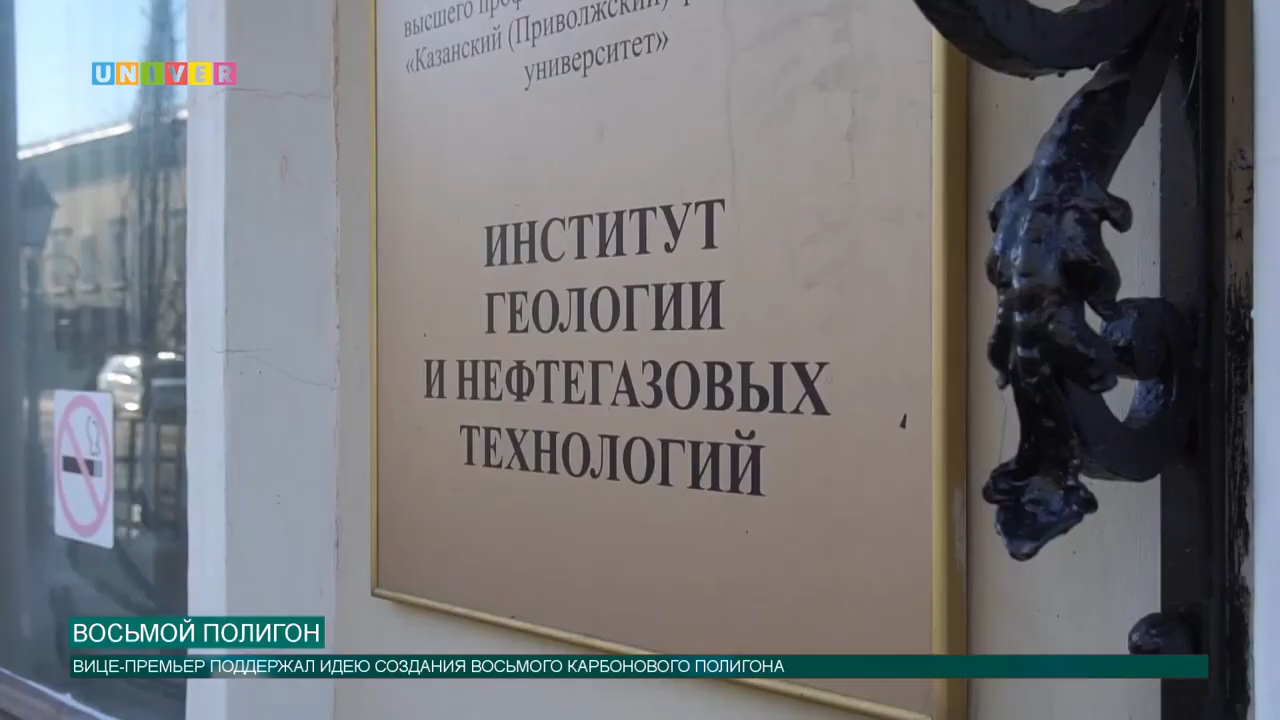 высшего
«Казанский (Приволжский)
университет»
UNIVER
ИНСТИТУТ
ГЕОЛОГИИ
И НЕФТЕГАЗОВЫХ
ТЕХНОЛОГИЙ
ВОСЬМОЙ ПОЛИГОН
ВИЦЕ-ПРЕМЬЕР ПОДДЕРЖАЛ ИДЕЮ СОЗДАНИЯ ВОСЬМОГО КАРБОНОВОГО ПОЛИГОНА